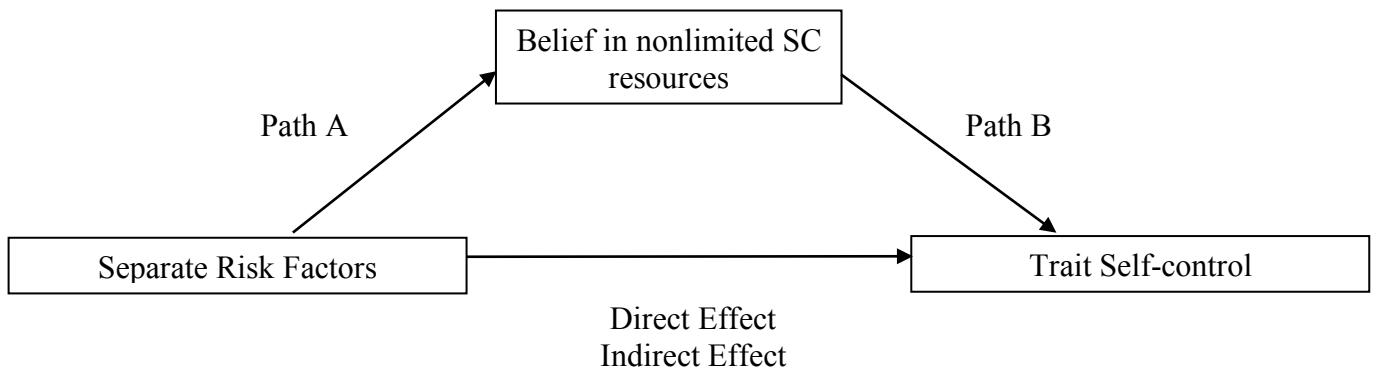 Belief in nonlimited SC
resources
Path A
Path B
Separate Risk Factors
Trait Self-control
Direct Effect
Indirect Effect